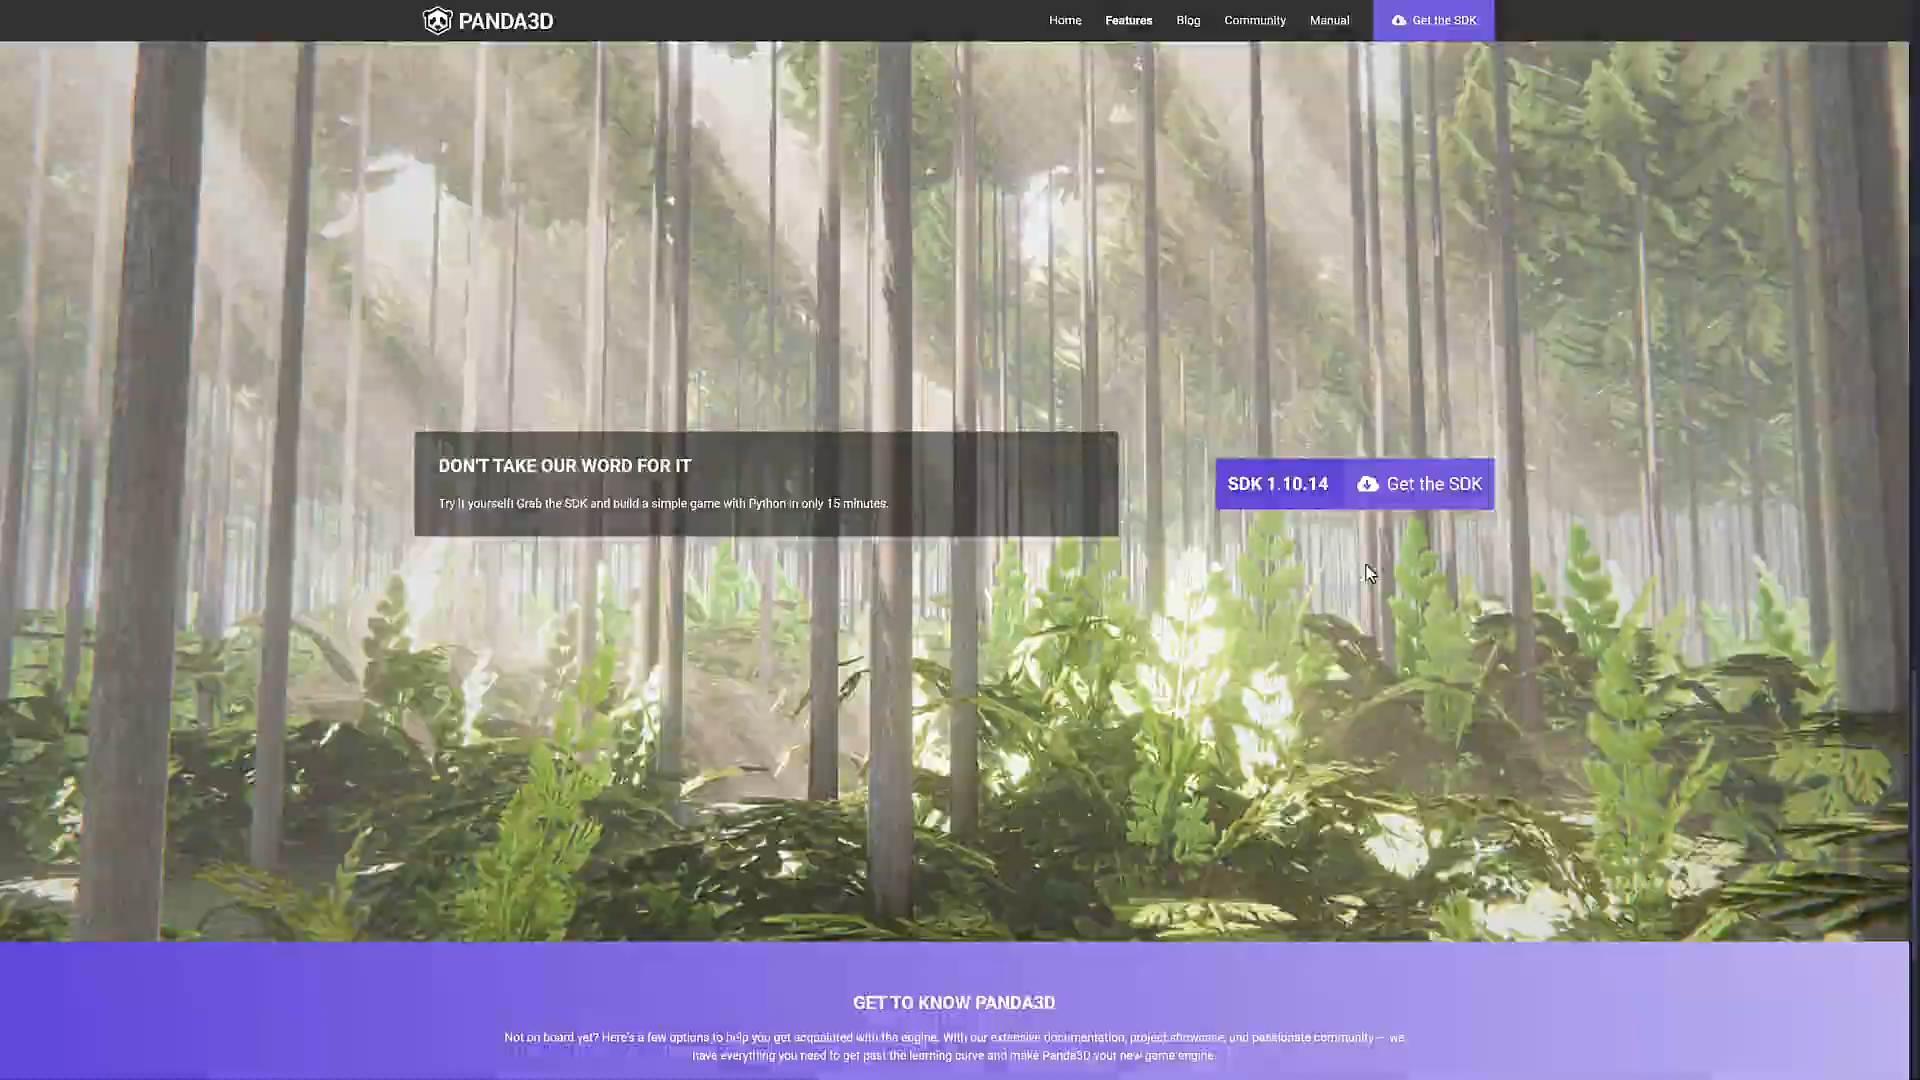 PANDA3D
Home Features Blog Community Manual Get the SDK
DON'T TAKE OUR WORD FOR IT
Try it yourself! Grab the SDK and build a simple game with Python in only 15 minutes.
SDK 1.10.14 Get the SDK
GET TO KNOW PANDA3D
Not on board yet? Here's a few options to help you get acquainted with the engine. With our extensive documentation, project showcase, and passionate community— we
have everything you need to get past the learning curve and make Panda3D your new game engine.